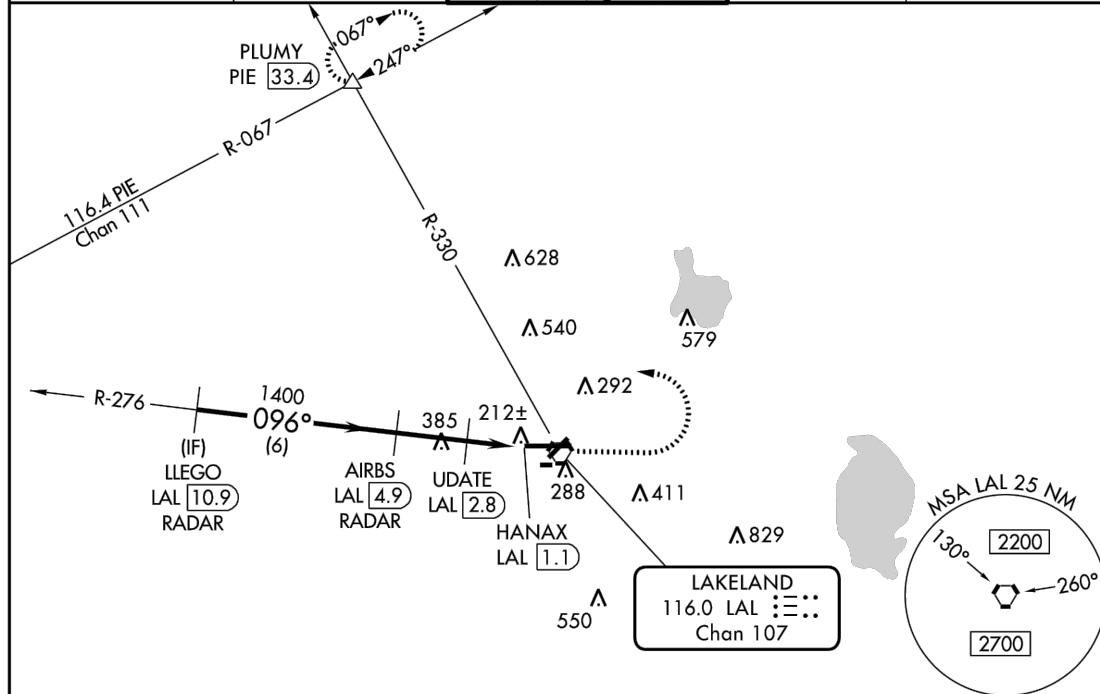 067°
247°
PLUMY
PIE 33.4
R-067
116.4 PIE
Chan 111
R-330
628
540
579
292
R-276
1400
096°
(6)
385
212±
(IF)
LLEGO
LAL 10.9
RADAR
AIRBS
LAL 4.9
RADAR
UDATE
LAL 2.8
HANAX
LAL 1.1
288
411
829
550
LAKELAND
116.0 LAL
Chan 107
MSA LAL 25 NM
130°
2200
260°
2700